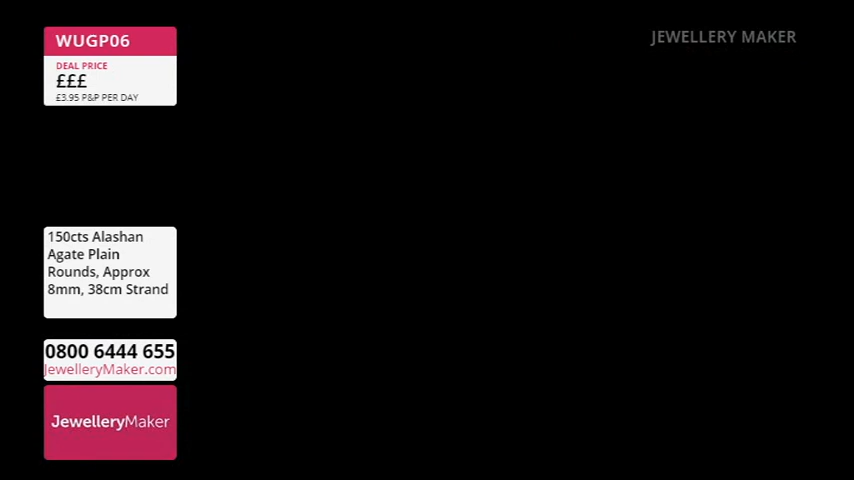 WUGP06
JEWELLERY MAKER
DEAL PRICE
£££
£3.95 P&P PER DAY
150cts Alashan
Agate Plain
Rounds, Approx
8mm, 38cm Strand
0800 6444 655
JewelleryMaker.com
JewelleryMaker